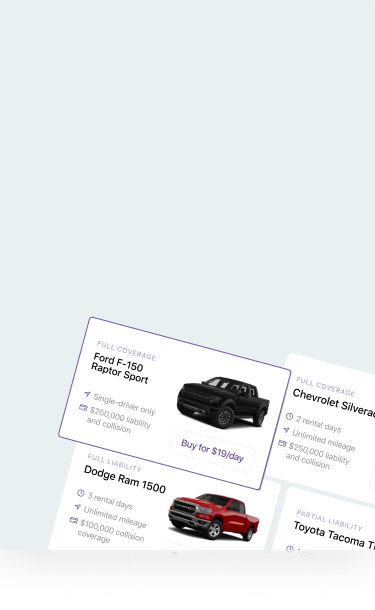 FULL COVERAGE
Ford F-150
Raptor Sport
Single-driver only
$250,000 liability
and collision
Buy for $19/day
FULL COVERAGE
Chevrolet Silverado
2 rental days
Unlimited mileage
$250,000 liability
and collision
FULL LIABILITY
Dodge Ram 1500
3 rental days
Unlimited mileage
$100,000 collision
coverage
PARTIAL LIABILITY
Toyota Tacoma